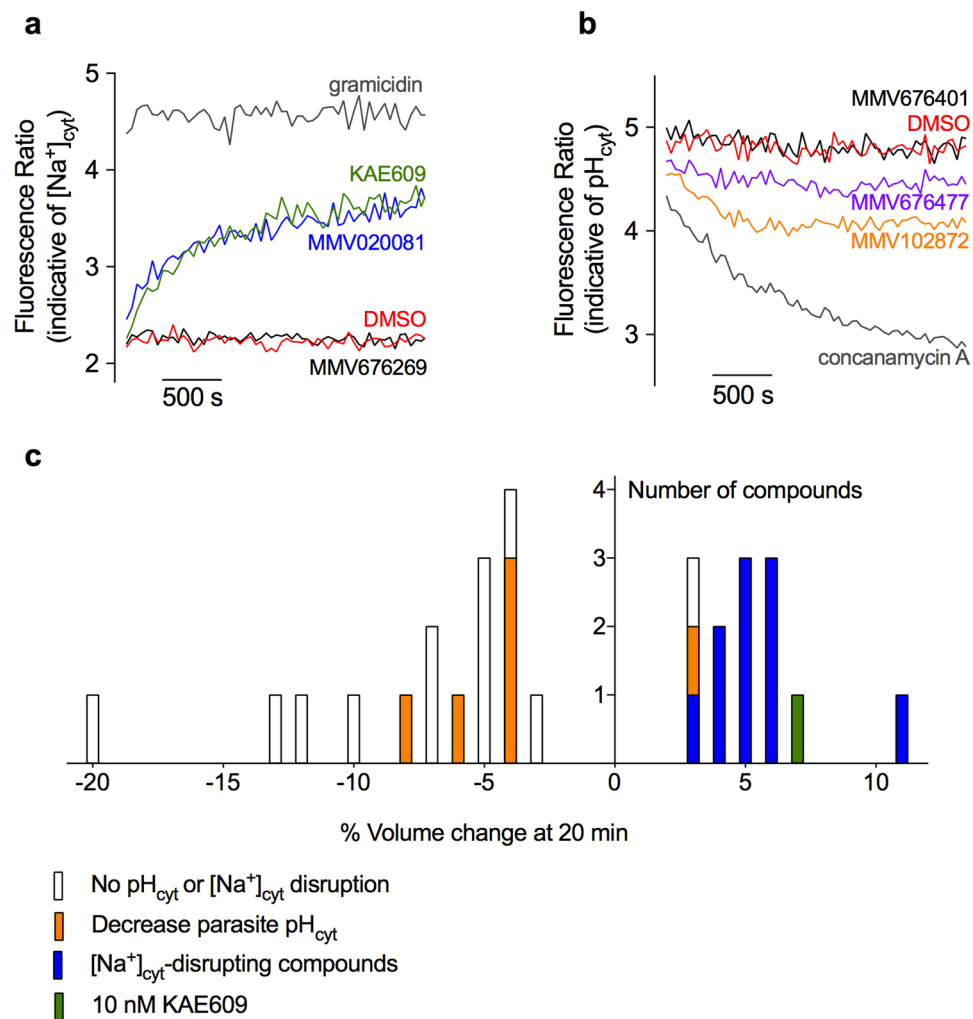 a
Fluorescence Ratio
(indicative of [Na⁺]cyt)
5
4
3
2
gramicidin
KAE609
MMV020081
DMSO
MMV676269
500 s
b
Fluorescence Ratio
(indicative of pHcyt)
5
4
3
MMV676401
DMSO
MMV676477
MMV102872
concanamycin A
500 s
c
Number of compounds
4
3
2
1
-20 -15 -10 -5 0 5 10
% Volume change at 20 min
No pHcyt or [Na⁺]cyt disruption
Decrease parasite pHcyt
[Na⁺]cyt-disrupting compounds
10 nM KAE609